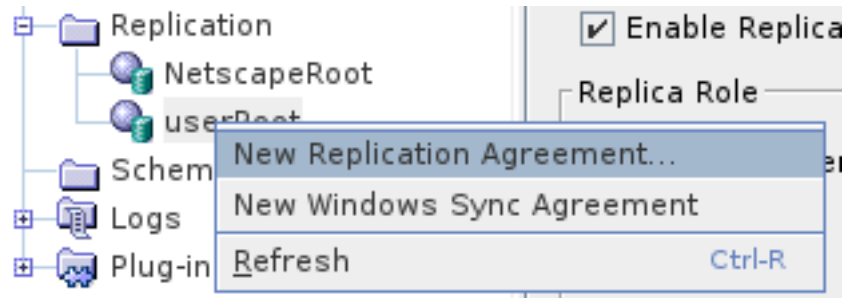 Replication
Enable Replica
NetscapeRoot
Replica Role
userRoot
New Replication Agreement...
Schem
New Windows Sync Agreement
Logs
Refresh Ctrl-R
Plug-in